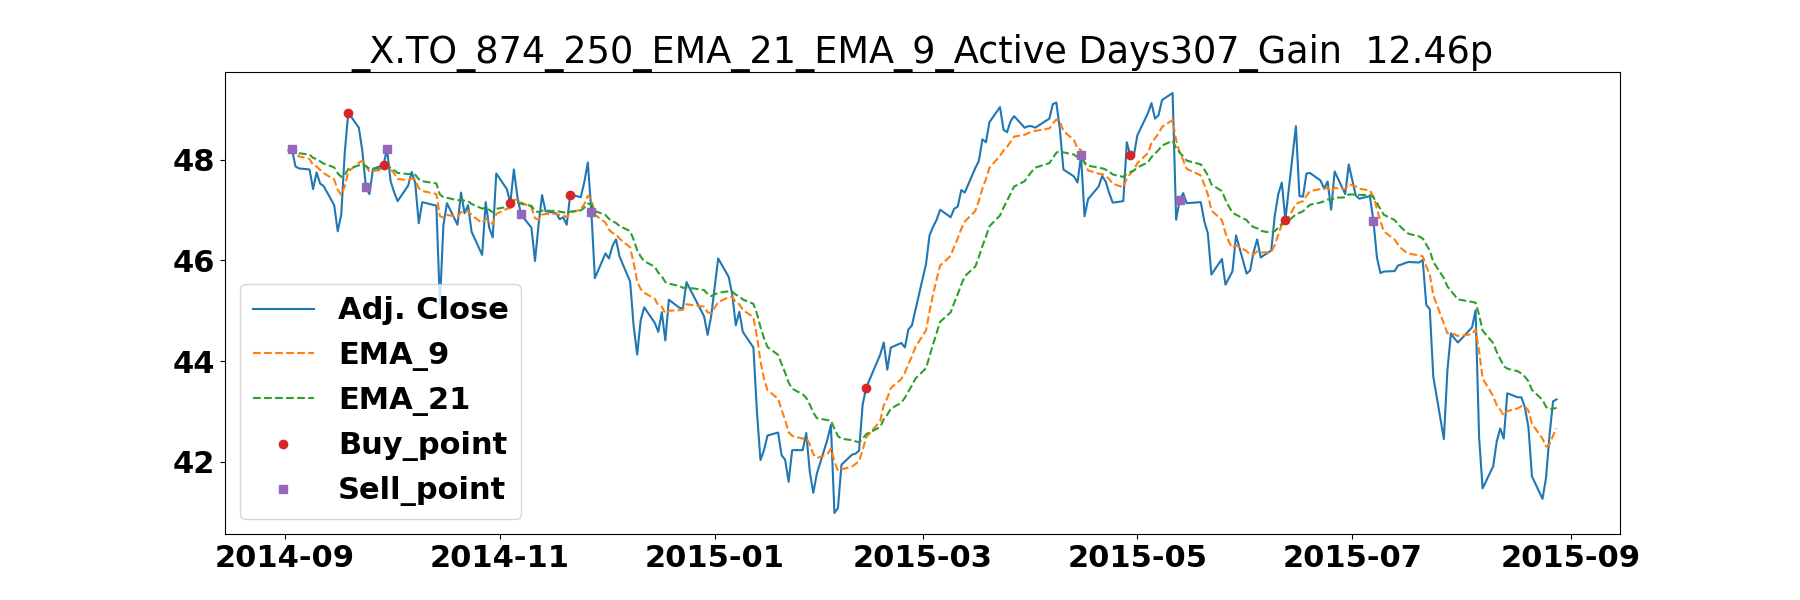 _X.TO_874_250_EMA_21_EMA_9_Active Days307_Gain  12.46p
48
46
44
42
Adj. Close
EMA_9
EMA_21
Buy_point
Sell_point
2014-09 2014-11 2015-01 2015-03 2015-05 2015-07 2015-09